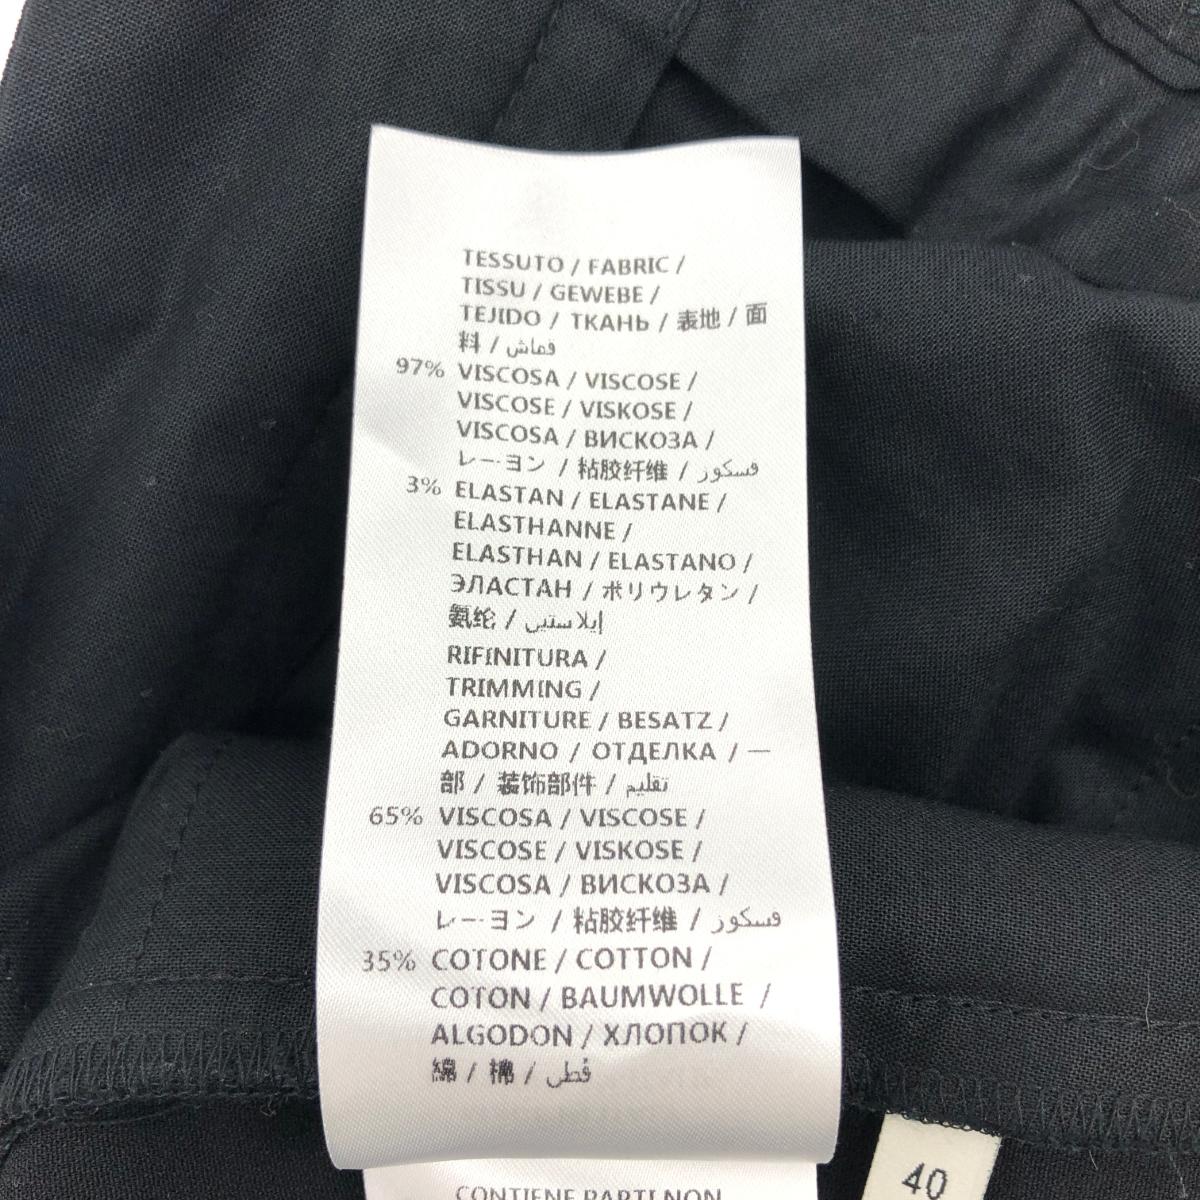 TESSUTO / FABRIC /
TISSU / GEWEBE /
TEJIDO / ТКАНЬ / 表地 / 面
料 / قماش
97% VISCOSA / VISCOSE /
VISCOSE / VISKOSE /
VISCOSA / ВИСКОЗА /
レーヨン / 粘胶纤维 / فسكوز
3% ELASTAN / ELASTANE /
ELASTHANNE /
ELASTHAN / ELASTANO /
ЭЛАСТАН / ポリウレタン /
氨纶 / إيلاستين
RIFINITURA /
TRIMMING /
GARNITURE / BESATZ /
ADORNO / ОТДЕЛКА / 一
部 / 装饰部件 / تقليم
65% VISCOSA / VISCOSE /
VISCOSE / VISKOSE /
VISCOSA / ВИСКОЗА /
レーヨン / 粘胶纤维 / فسكوز
35% COTONE / COTTON /
COTON / BAUMWOLLE /
ALGODON / ХЛОПОК /
綿 / 棉 / قطن
CONTIENE PARTI NON
40